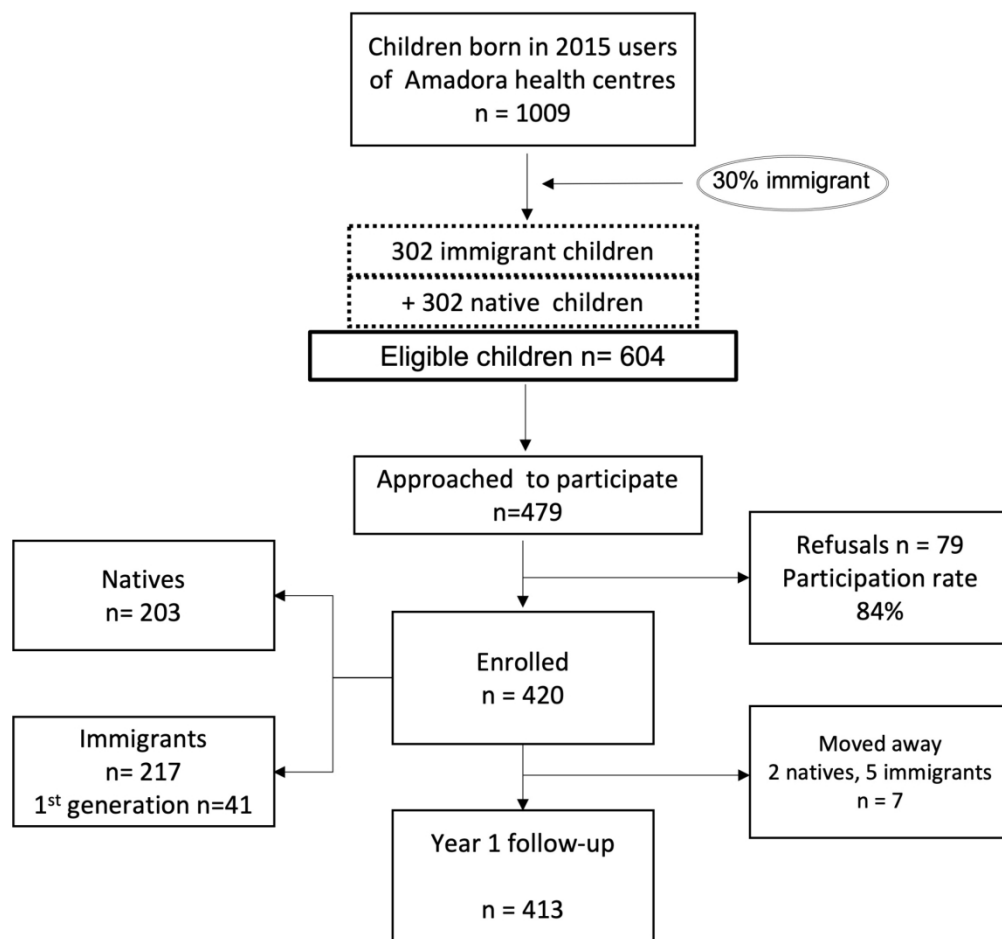 Children born in 2015 users
of Amadora health centres
n = 1009
30% immigrant
302 immigrant children
+ 302 native children
Eligible children n= 604
Approached to participate
n=479
Refusals n = 79
Participation rate
84%
Natives
n= 203
Enrolled
n = 420
Immigrants
n= 217
1st generation n=41
Moved away
2 natives, 5 immigrants
n = 7
Year 1 follow-up
n = 413